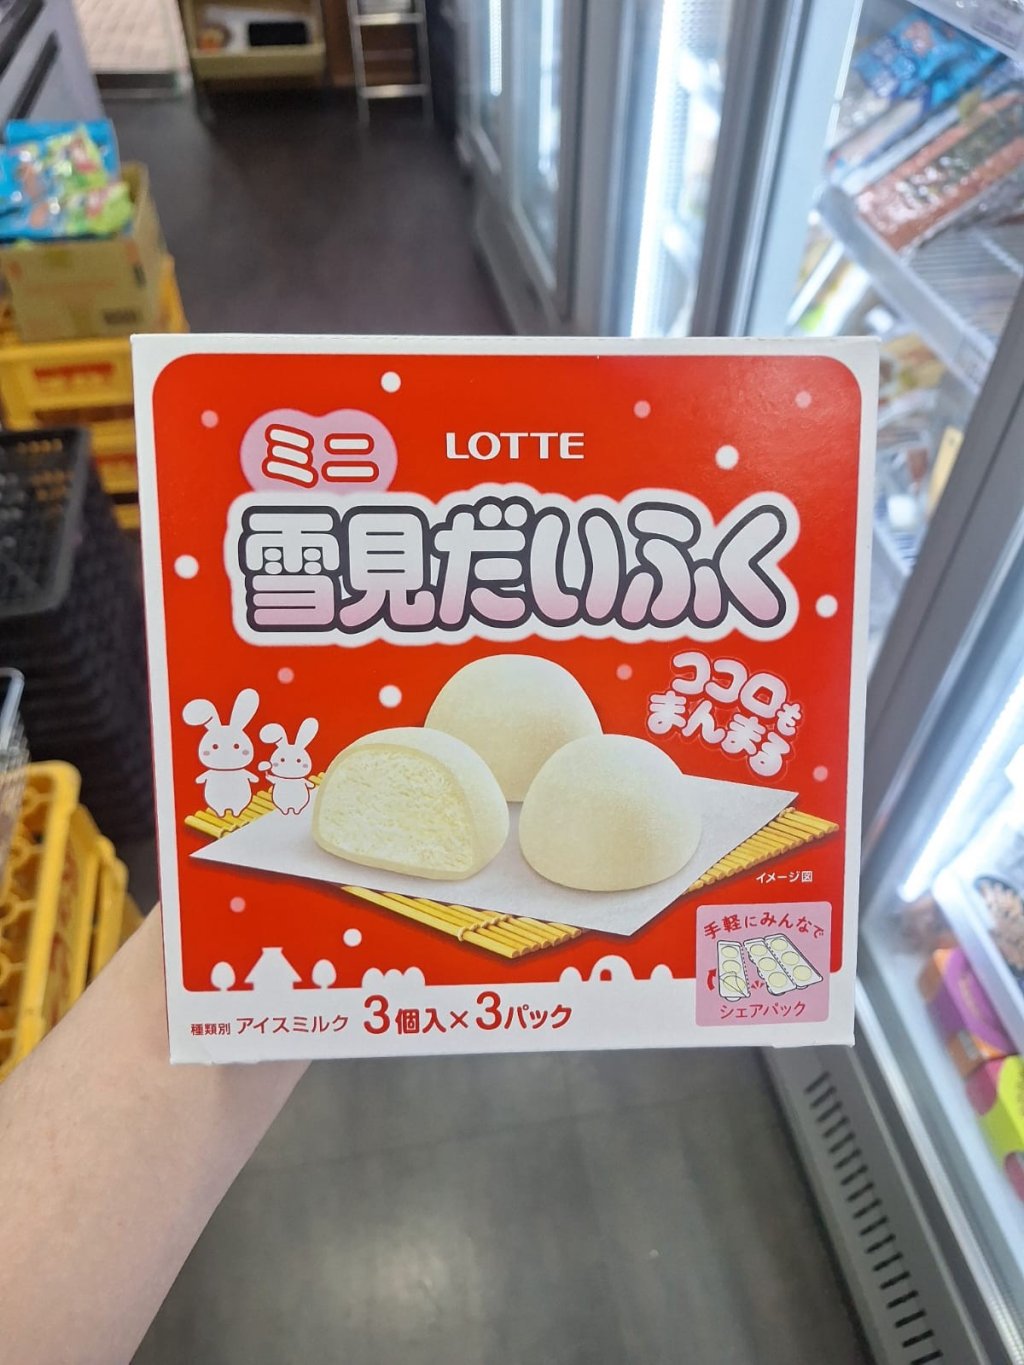 ミニ
LOTTE
雪見だいふく
ココロも
まんまる
イメージ図
手軽にみんなで
シェアパック
種類別 アイスミルク 3個入×3パック